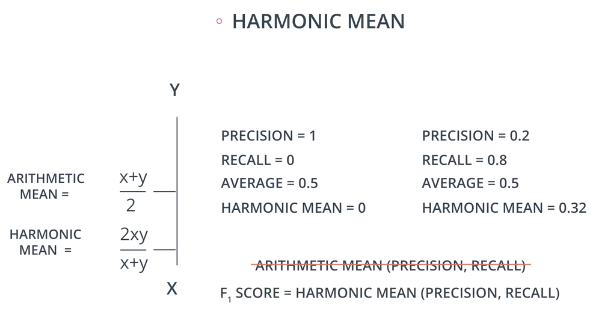 HARMONIC MEAN
Y
ARITHMETIC
MEAN =
x+y
2
HARMONIC
MEAN =
2xy
x+y
X
PRECISION = 1
RECALL = 0
AVERAGE = 0.5
HARMONIC MEAN = 0
PRECISION = 0.2
RECALL = 0.8
AVERAGE = 0.5
HARMONIC MEAN = 0.32
ARITHMETIC MEAN (PRECISION, RECALL)
F1 SCORE = HARMONIC MEAN (PRECISION, RECALL)